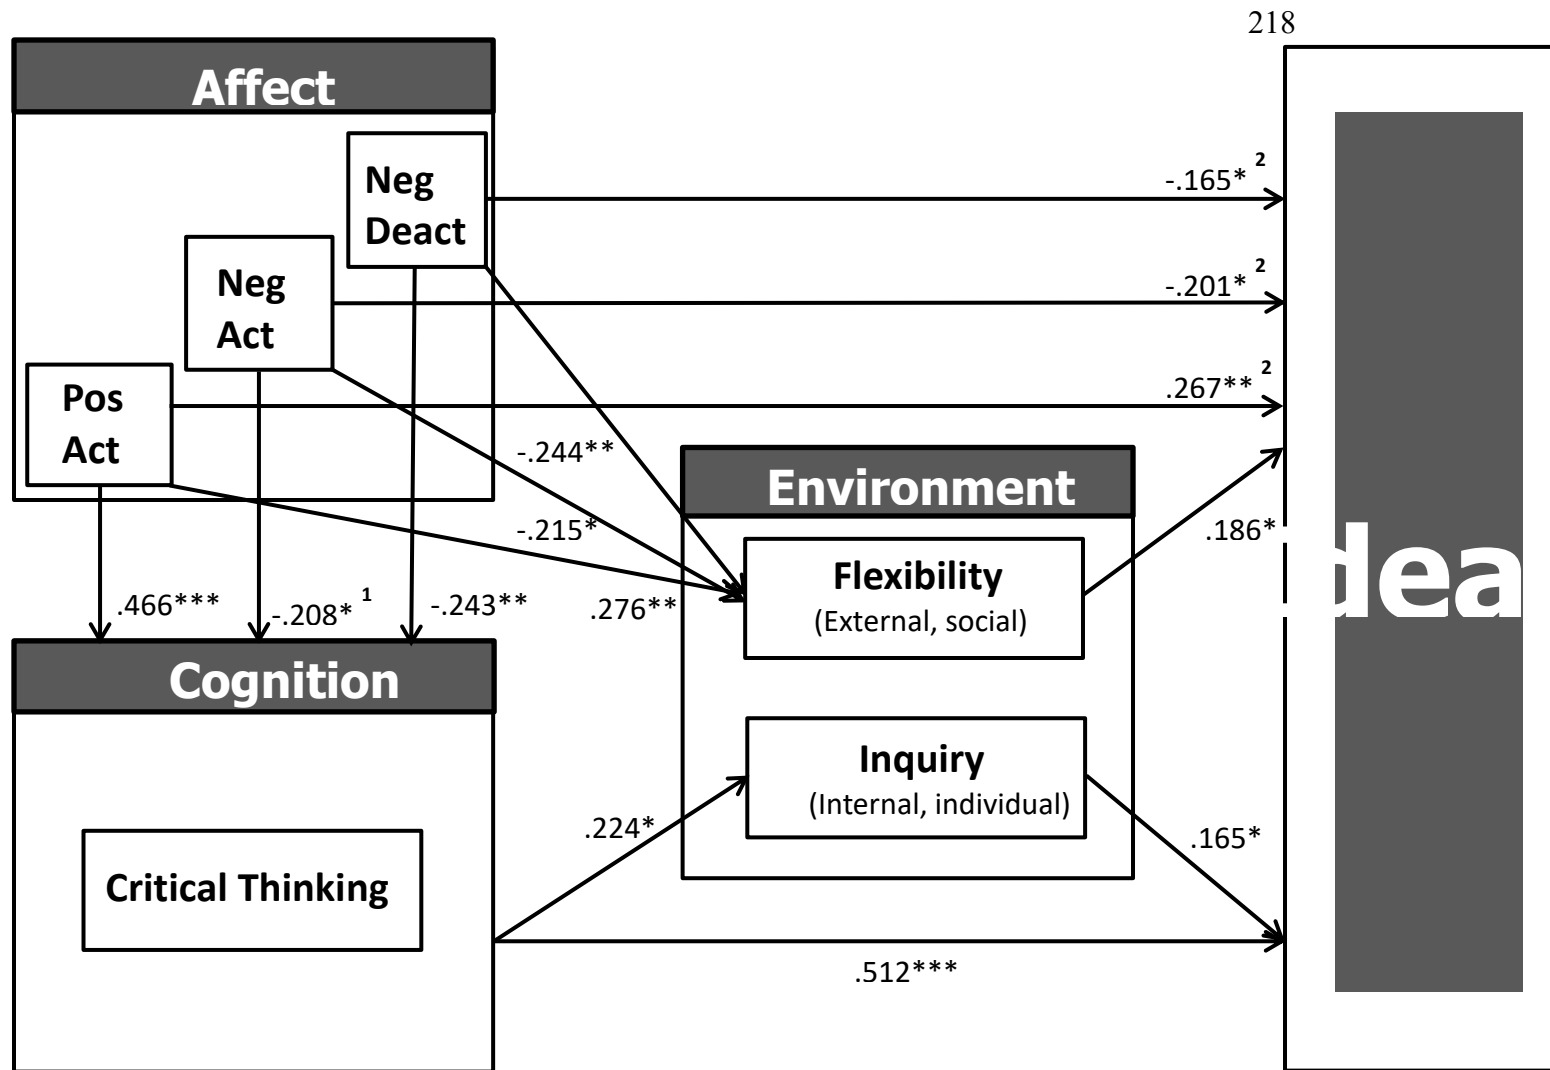 218
Affect
Neg
Deact
-.165* 2
Neg
Act
-.201* 2
Pos
Act
.267** 2
-.244**
Environment
-.215*
.186*
Flexibility
(External, social)
.466***
-.208* 1
-.243**
.276**
dea
Cognition
Inquiry
(Internal, individual)
.224*
.165*
Critical Thinking
.512***